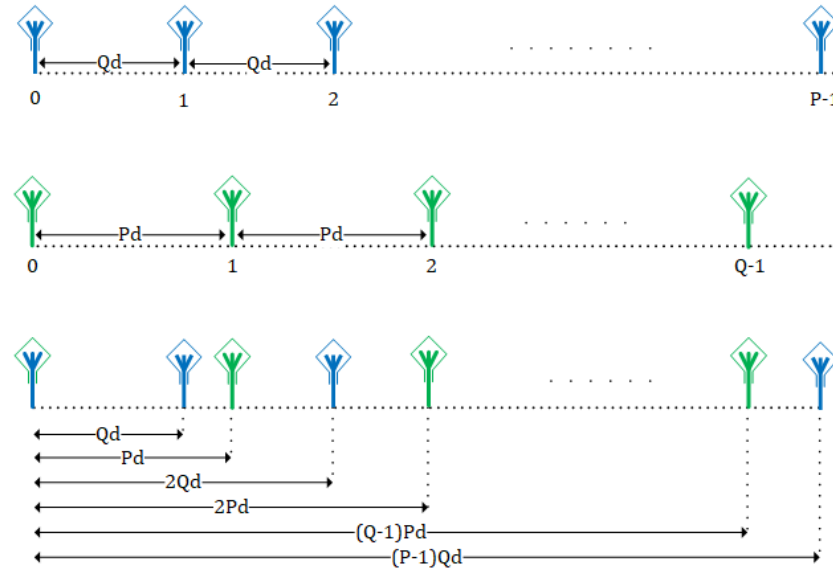 Qd Qd
0 1 2 P-1
Pd Pd
0 1 2 Q-1
Qd
Pd
2Qd
2Pd
(Q-1)Pd
(P-1)Qd